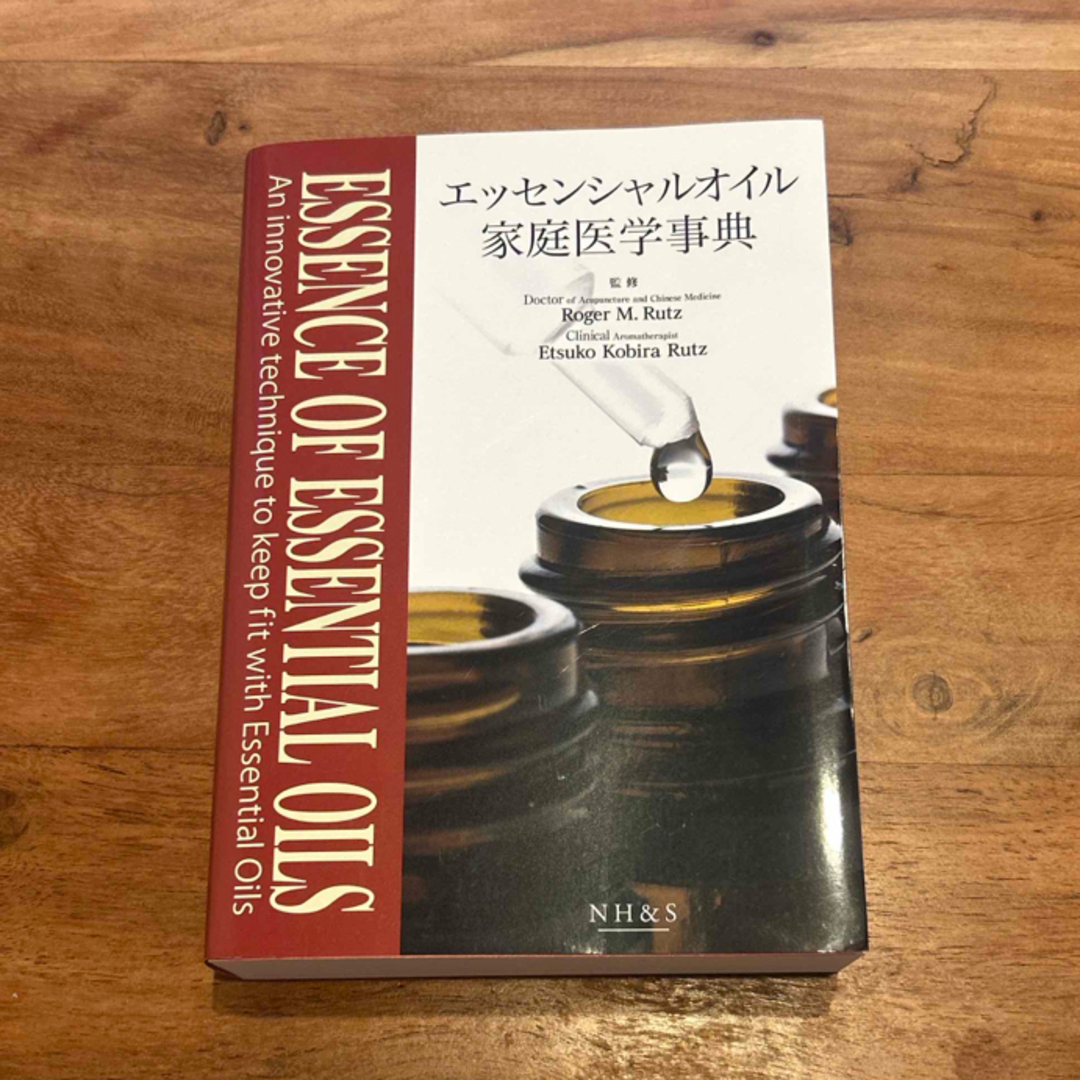 ESSENCE OF ESSENTIAL OILS
An innovative technique to keep fit with Essential Oils
エッセンシャルオイル
家庭医学事典
監修
Doctor of Acupuncture and Chinese Medicine
Roger M. Rutz
Clinical Aromatherapist
Etsuko Kobira Rutz
NH&S